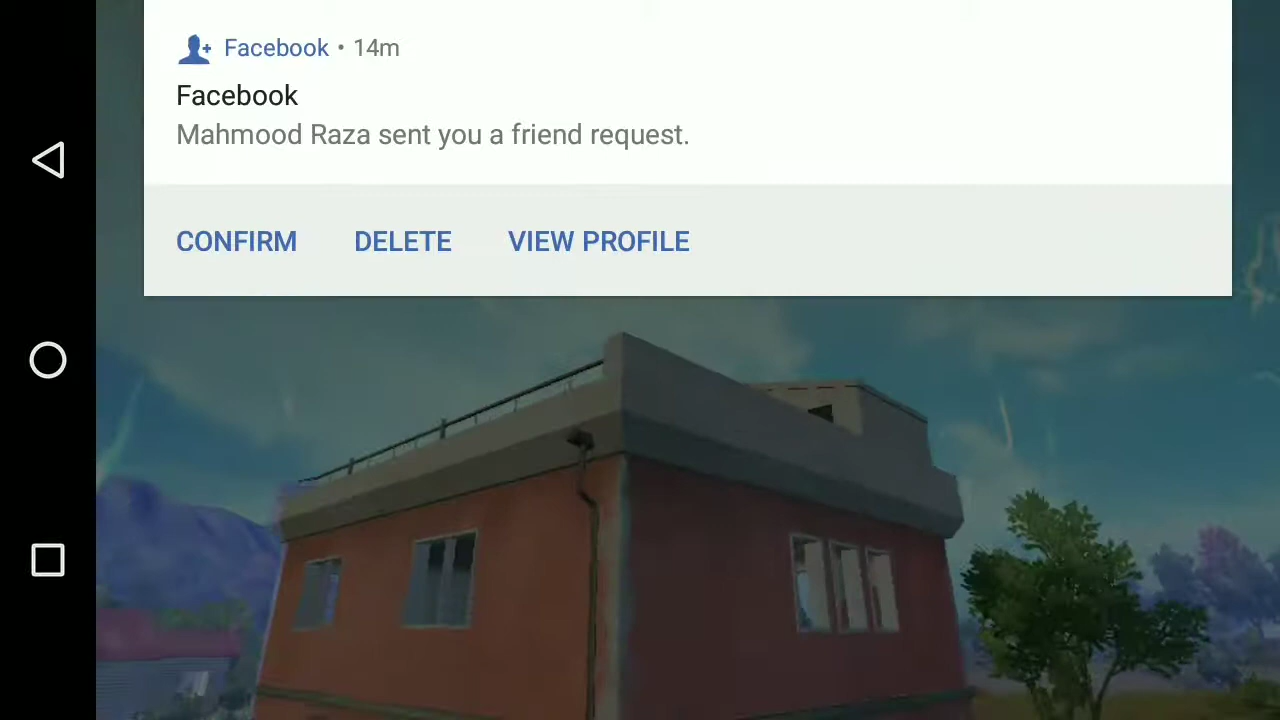 Facebook • 14m
Facebook
Mahmood Raza sent you a friend request.
CONFIRM DELETE VIEW PROFILE